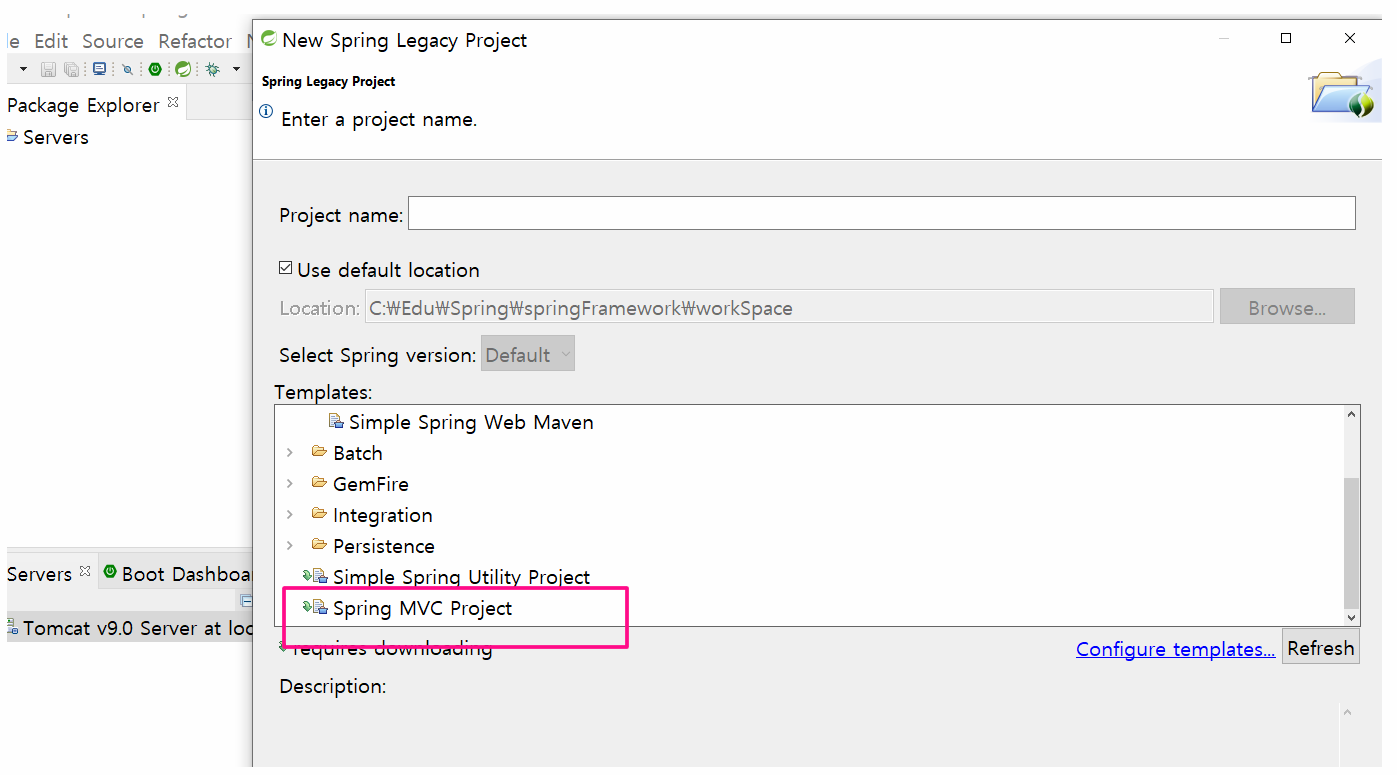 Edit Source Refactor
New Spring Legacy Project
Spring Legacy Project
Enter a project name.
Package Explorer
Servers
Project name:
Use default location
Location: C:₩Edu₩Spring₩springFramework₩workSpace Browse...
Select Spring version: Default
Templates:
Simple Spring Web Maven
Batch
GemFire
Integration
Persistence
Simple Spring Utility Project
Spring MVC Project
requires downloading
Configure templates... Refresh
Description:
Servers Boot Dashboa
Tomcat v9.0 Server at loc